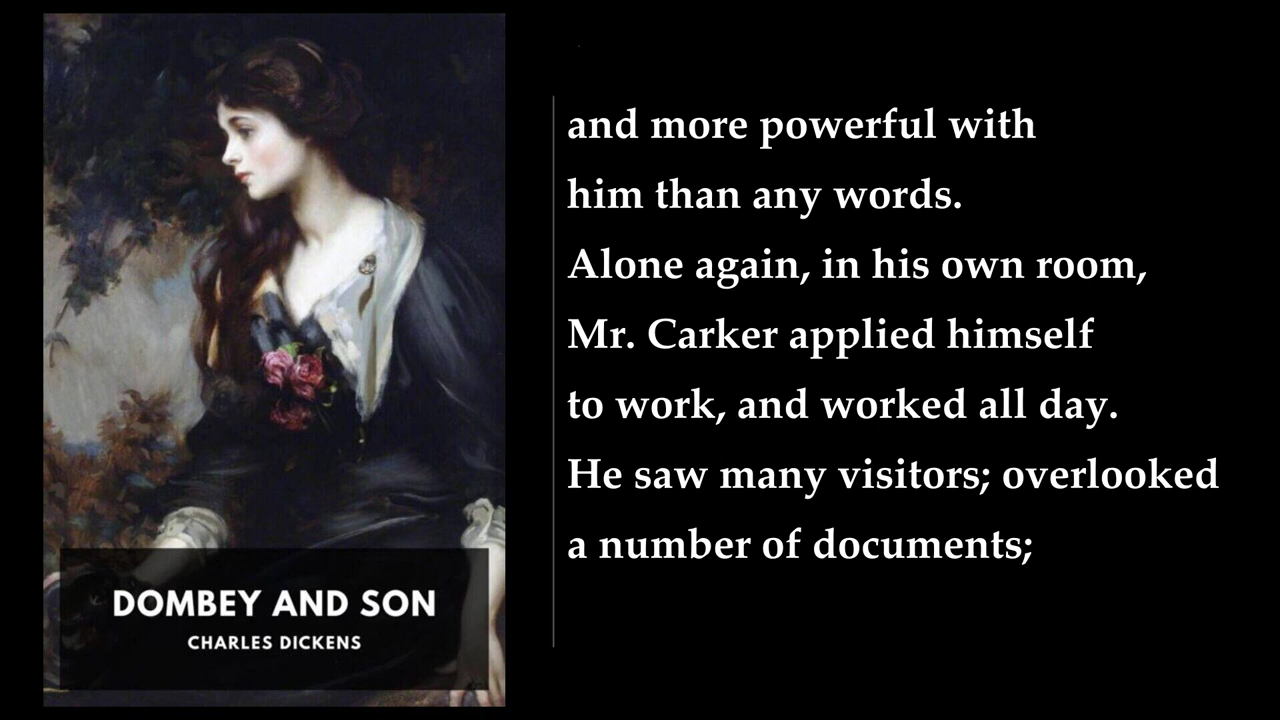 DOMBEY AND SON
CHARLES DICKENS
and more powerful with
him than any words.
Alone again, in his own room,
Mr. Carker applied himself
to work, and worked all day.
He saw many visitors; overlooked
a number of documents;